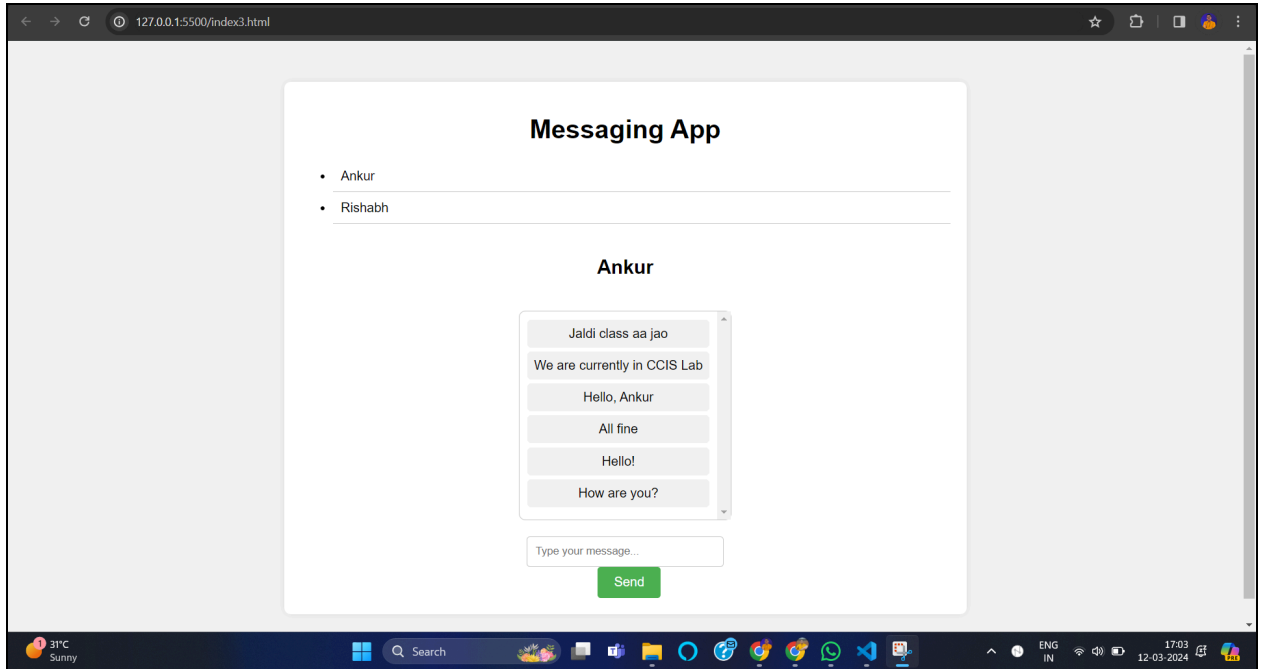 127.0.0.1:5500/index3.html
Messaging App
Ankur
Rishabh
Ankur
Jaldi class aa jao
We are currently in CCIS Lab
Hello, Ankur
All fine
Hello!
How are you?
Type your message...
Send
1
31°C
Sunny
Search
ENG
IN
17:03
12-03-2024
PRE